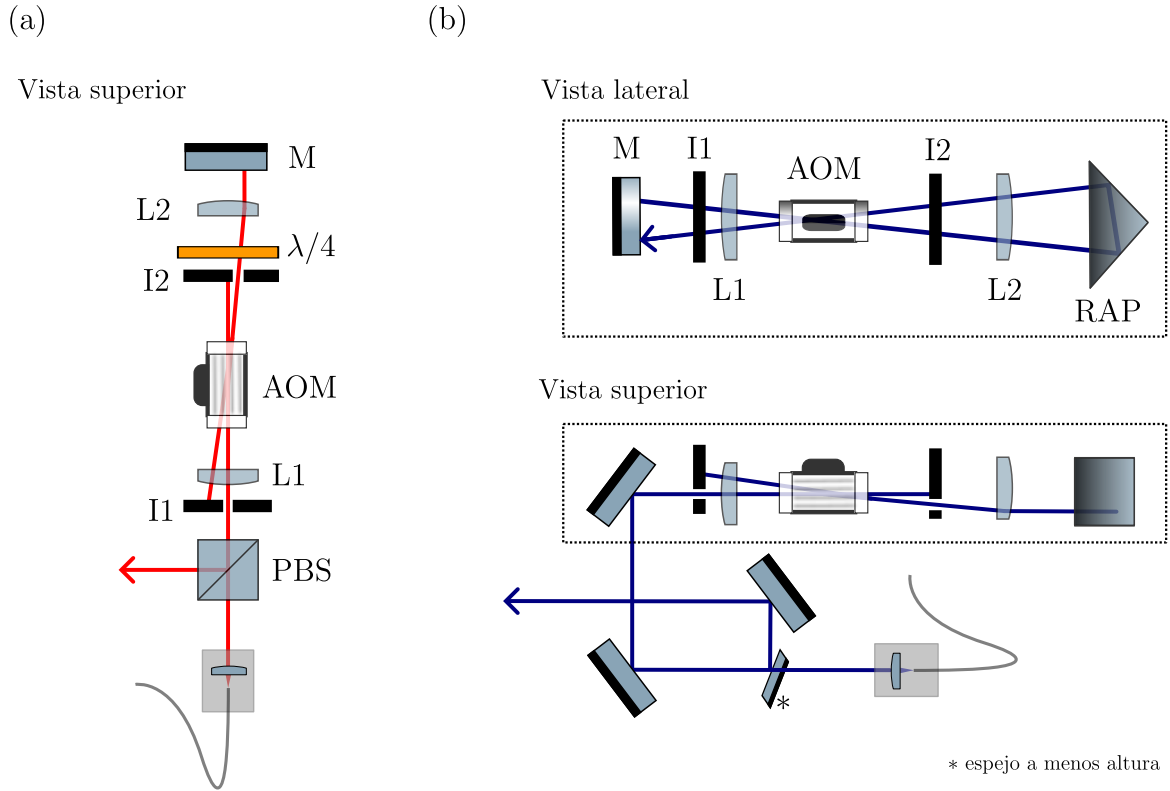 (a)
Vista superior
M
L2
λ/4
I2
AOM
L1
I1
PBS
(b)
Vista lateral
M
I1
AOM
I2
L1
L2
RAP
Vista superior
*
* espejo a menos altura